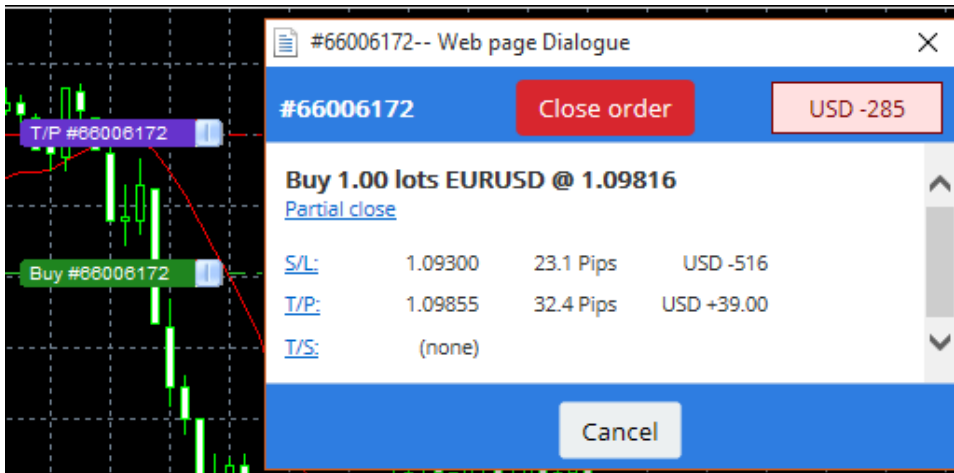 #66006172-- Web page Dialogue
#66006172 Close order USD -285
T/P #66006172
Buy 1.00 lots EURUSD @ 1.09816
Partial close
Buy #66006172
S/L: 1.09300 23.1 Pips USD -516
T/P: 1.09855 32.4 Pips USD +39.00
T/S: (none)
Cancel